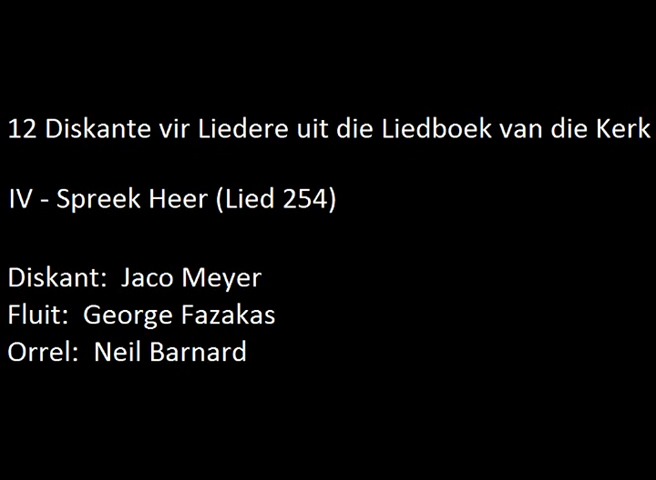 12 Diskante vir Liedere uit die Liedboek van die Kerk
IV - Spreek Heer (Lied 254)
Diskant: Jaco Meyer
Fluit: George Fazakas
Orrel: Neil Barnard